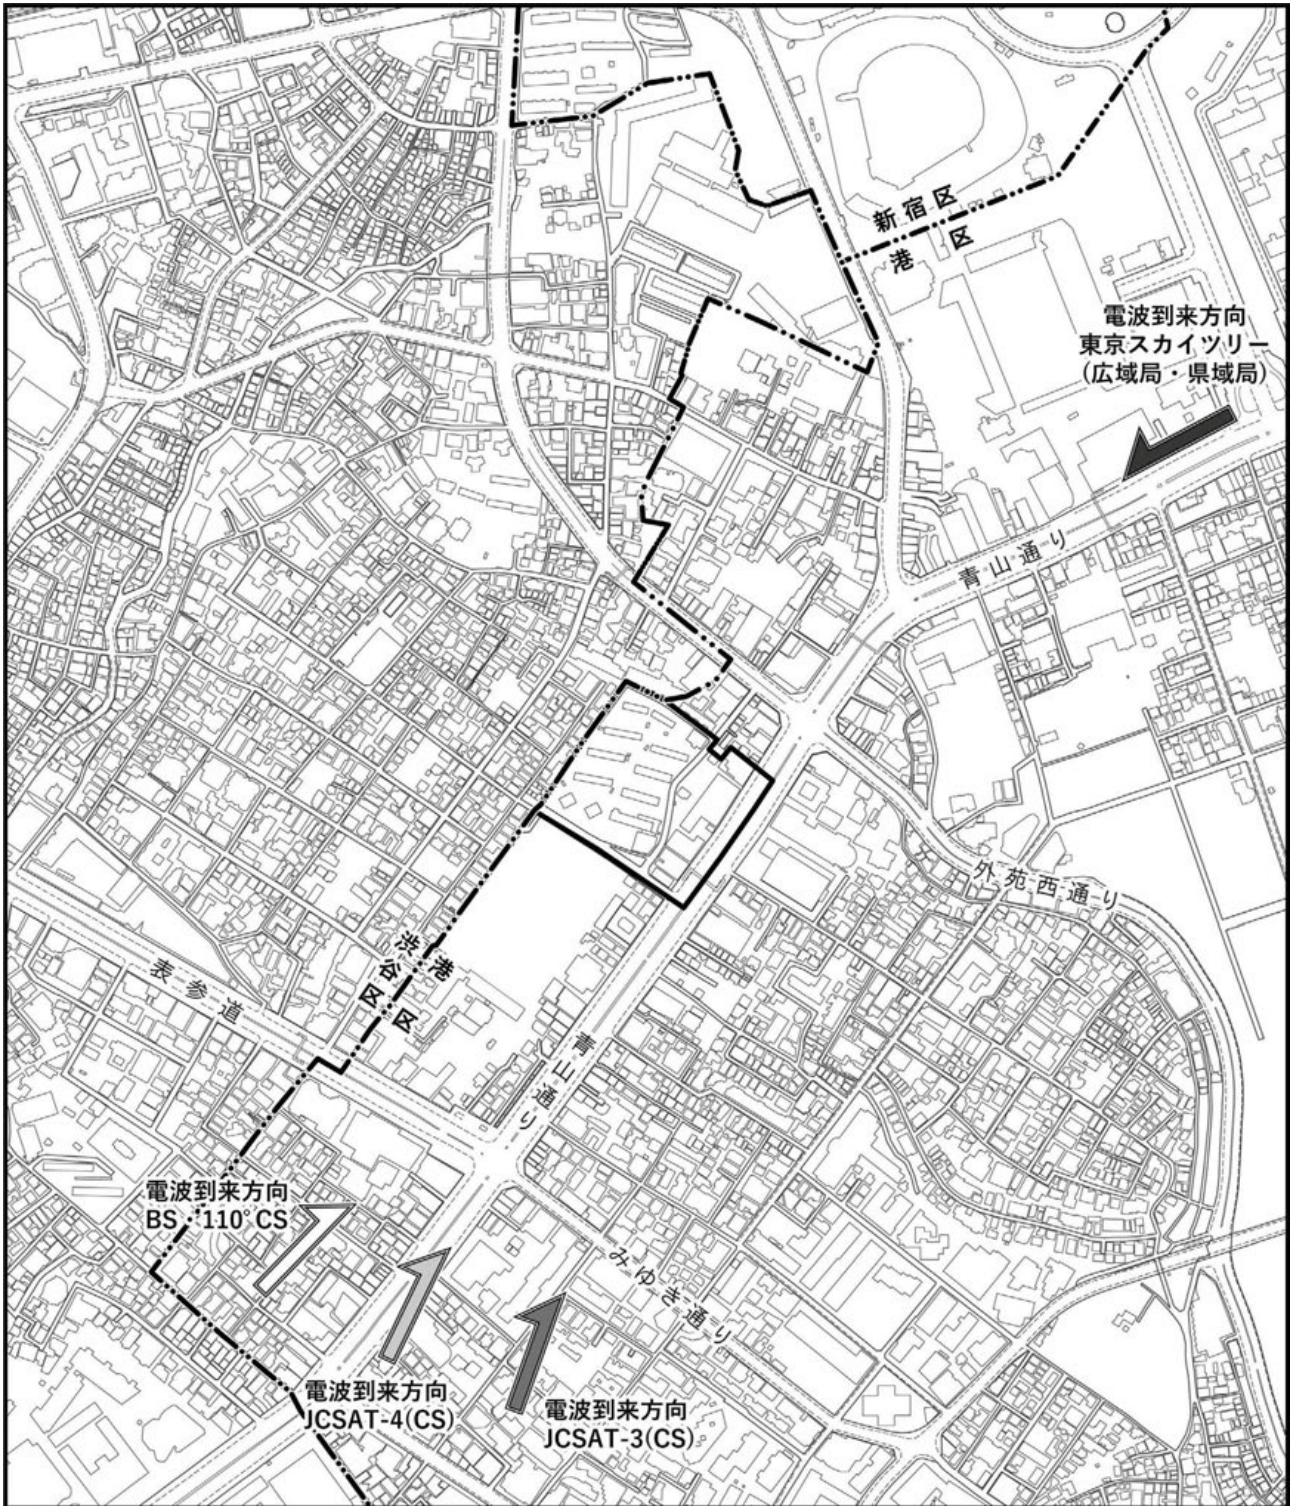 新宿区
港区
電波到来方向
東京スカイツリー
(広域局・県域局)
青山通り
外苑西通り
渋谷区
港区
表参道
青山通り
電波到来方向
BS・110°CS
みゆき通り
電波到来方向
JCSAT-4(CS)
電波到来方向
JCSAT-3(CS)